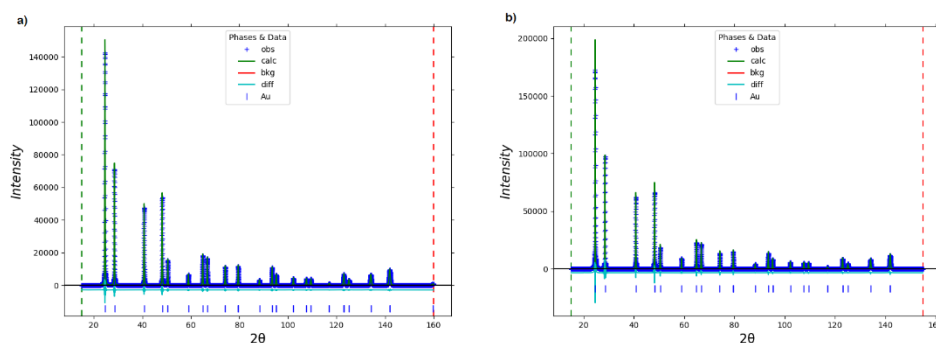 a)
Phases & Data
obs
calc
bkg
diff
Au
140000
120000
100000
80000
60000
40000
20000
0
Intensity
20 40 60 80 100 120 140 160
2θ
b)
Phases & Data
obs
calc
bkg
diff
Au
200000
150000
100000
50000
0
Intensity
20 40 60 80 100 120 140
2θ